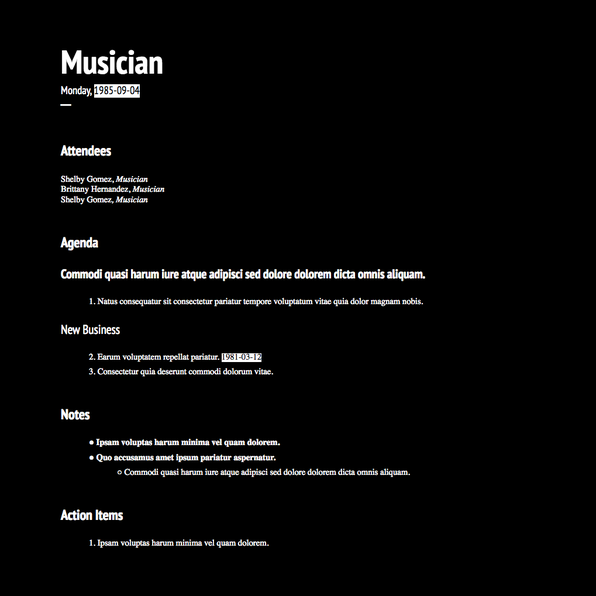 Musician
Monday, 1985-09-04
Attendees
Shelby Gomez, Musician
Brittany Hernandez, Musician
Shelby Gomez, Musician
Agenda
Commodi quasi harum iure atque adipisci sed dolore dolorem dicta omnis aliquam.
1. Natus consequatur sit consectetur pariatur tempore voluptatum vitae quia dolor magnam nobis.
New Business
2. Earum voluptatem repellat pariatur. 1981-03-12
3. Consectetur quia deserunt commodi dolorum vitae.
Notes
● Ipsam voluptas harum minima vel quam dolorem.
● Quo accusamus amet ipsum pariatur aspernatur.
○ Commodi quasi harum iure atque adipisci sed dolore dolorem dicta omnis aliquam.
Action Items
1. Ipsam voluptas harum minima vel quam dolorem.